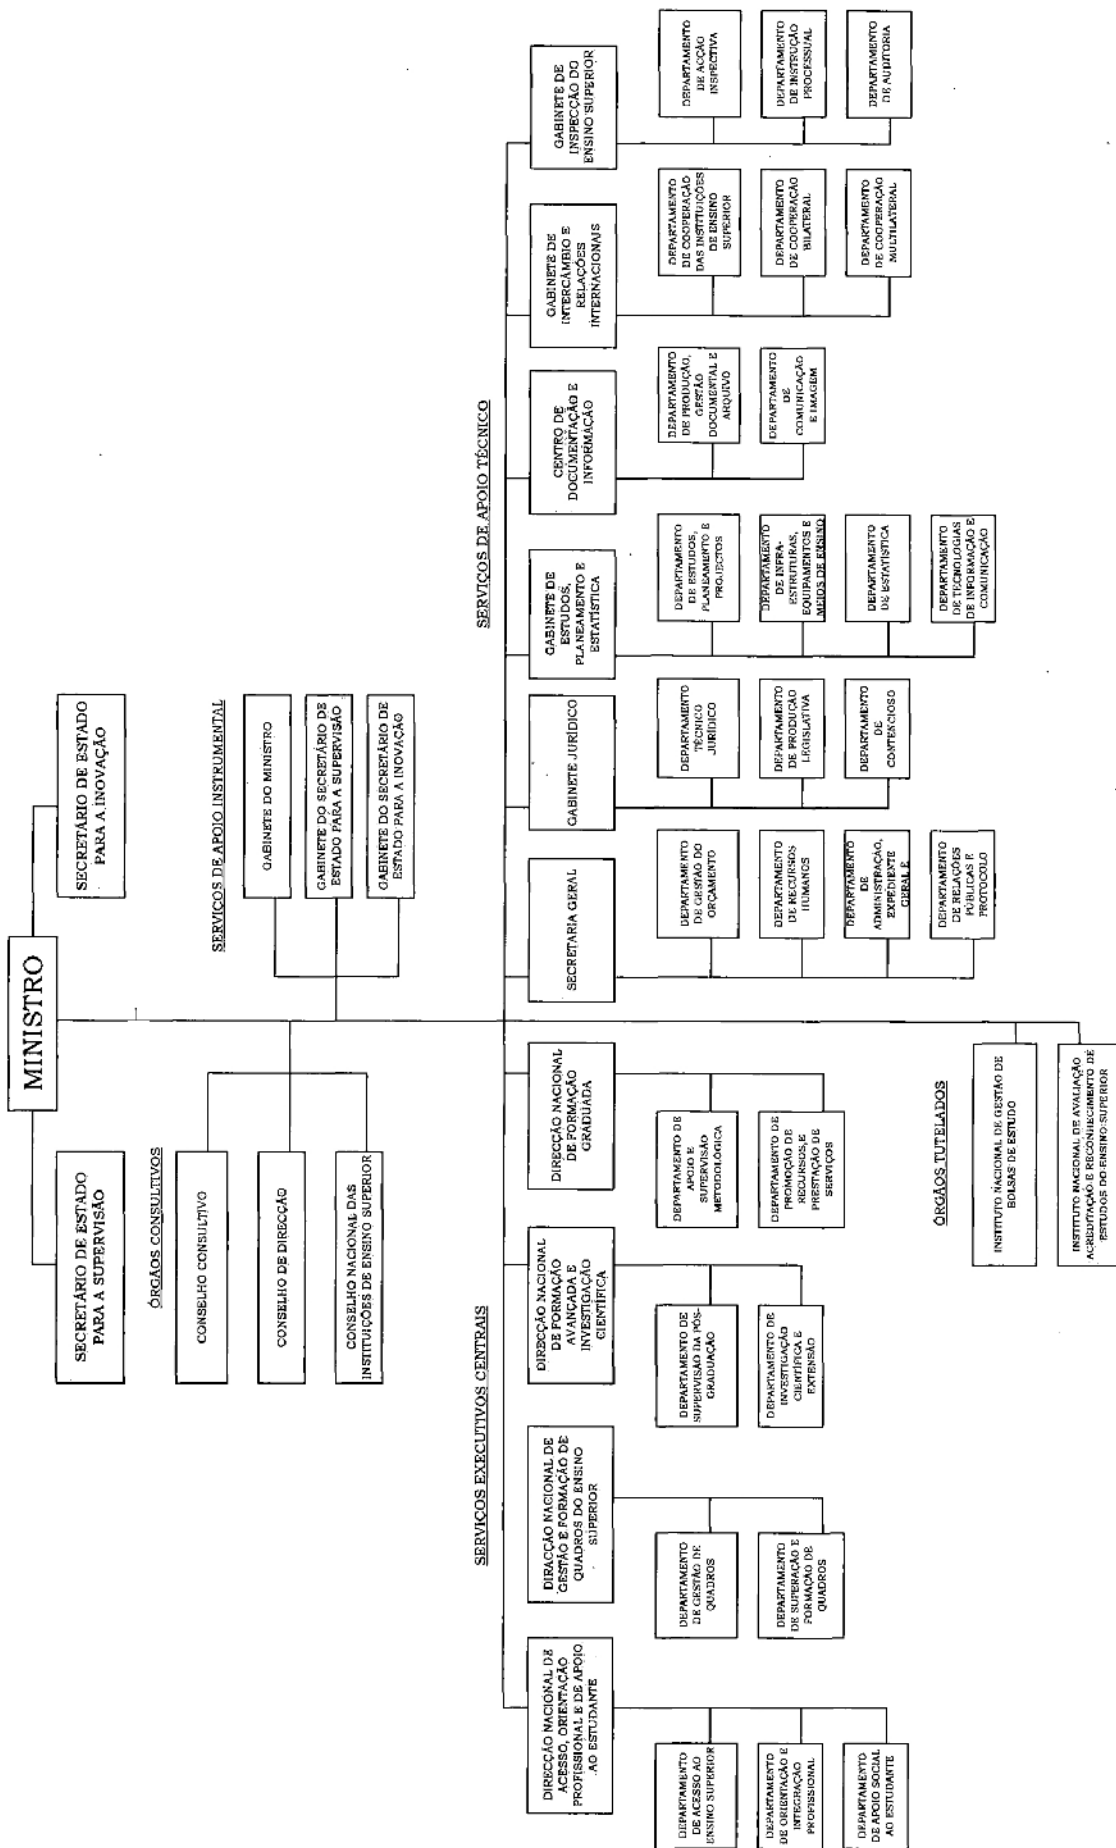 MINISTRO
SECRETÁRIO DE ESTADO
PARA A SUPERVISÃO
SECRETÁRIO DE ESTADO
PARA A INOVAÇÃO
ÓRGÃOS CONSULTIVOS
CONSELHO CONSULTIVO
CONSELHO DE DIRECÇÃO
CONSELHO NACIONAL DAS
INSTITUIÇÕES DE ENSINO SUPERIOR
SERVIÇOS DE APOIO INSTRUMENTAL
GABINETE DO MINISTRO
GABINETE DO SECRETÁRIO DE
ESTADO PARA A SUPERVISÃO
GABINETE DO SECRETÁRIO DE
ESTADO PARA A INOVAÇÃO
SERVIÇOS EXECUTIVOS CENTRAIS
DIRECÇÃO NACIONAL DE
ACESSO, ORIENTAÇÃO
PROFISSIONAL E DE APOIO
AO ESTUDANTE
DEPARTAMENTO
DE ACESSO AO
ENSINO SUPERIOR
DEPARTAMENTO
DE ORIENTAÇÃO E
INTEGRAÇÃO
PROFISSIONAL
DEPARTAMENTO
DE APOIO SOCIAL
AO ESTUDANTE
DIRACÇÃO NACIONAL DE
GESTÃO E FORMAÇÃO DE
QUADROS DO ENSINO
SUPERIOR
DEPARTAMENTO
DE GESTÃO DE
QUADROS
DEPARTAMENTO
DE SUPERAÇÃO E
FORMAÇÃO DE
QUADROS
DIRECÇÃO NACIONAL
DE FORMAÇÃO
AVANÇADA E
INVESTIGAÇÃO
CIENTÍFICA
DEPARTAMENTO DE
SUPERVISÃO DA PÓS-
GRADUAÇÃO
DEPARTAMENTO DE
INVESTIGAÇÃO
CIENTÍFICA E
EXTENSÃO
DIRECÇÃO NACIONAL
DE FORMAÇÃO
GRADUADA
DEPARTAMENTO DE
APOIO E
SUPERVISÃO
METODOLÓGICA
DEPARTAMENTO DE
PROMOÇÃO DE
RECURSOS,E
PRESTAÇÃO DE
SERVIÇOS
SERVIÇOS DE APOIO TÉCNICO
SECRETARIA GERAL
DEPARTAMENTO
DE GESTÃO DO
ORÇAMENTO
DEPARTAMENTO
DE RECURSOS
HUMANOS
DEPARTAMENTO
DE
ADMINISTRAÇÃO,
EXPEDIENTE
GERAL E
DEPARTAMENTO
DE RELAÇÕES
PÚBLICAS E
PROTOCOLO
GABINETE JURÍDICO
DEPARTAMENTO
TÉCNICO
JURÍDICO
DEPARTAMENTO
DE PRODUÇÃO
LEGISLATIVA
DEPARTAMENTO
DE
CONTENCIOSO
GABINETE DE
ESTUDOS,
PLANEAMENTO E
ESTATÍSTICA
DEPARTAMENTO
DE ESTUDOS,
PLANEAMENTO E
PROJECTOS
DEPARTAMENTO
DE INFRA-
ESTRUTURAS,
EQUIPAMENTOS E
MEIOS DE ENSINO
DEPARTAMENTO
DE ESTATÍSTICA
DEPARTAMENTO
DE TECNOLOGIAS
DE INFORMAÇÃO E
COMUNICAÇÃO
CENTRO DE
DOCUMENTAÇÃO E
INFORMAÇÃO
DEPARTAMENTO
DE PRODUÇÃO,
GESTÃO
DOCUMENTAL E
ARQUIVO
DEPARTAMENTO
DE
COMUNICAÇÃO
E IMAGEM
GABINETE DE
INTERCÂMBIO E
RELAÇÕES
INTERNACIONAIS
DEPARTAMENTO
DE COOPERAÇÃO
DAS INSTITUIÇÕES
DE ENSINO
SUPERIOR
DEPARTAMENTO
DE COOPERAÇÃO
BILATERAL
DEPARTAMENTO
DE COOPERAÇÃO
MULTILATERAL
GABINETE DE
INSPECÇÃO DO
ENSINO SUPERIOR
DEPARTAMENTO
DE ACÇÃO
INSPECTIVA
DEPARTAMENTO
DE INSTRUÇÃO
PROCESSUAL
DEPARTAMENTO
DE AUDITORIA
ÓRGÃOS TUTELADOS
INSTITUTO NACIONAL DE GESTÃO DE
BOLSAS DE ESTUDO
INSTITUTO NACIONAL DE AVALIAÇÃO
ACREDITAÇÃO E RECONHECIMENTO DE
ESTUDOS DO ENSINO SUPERIOR